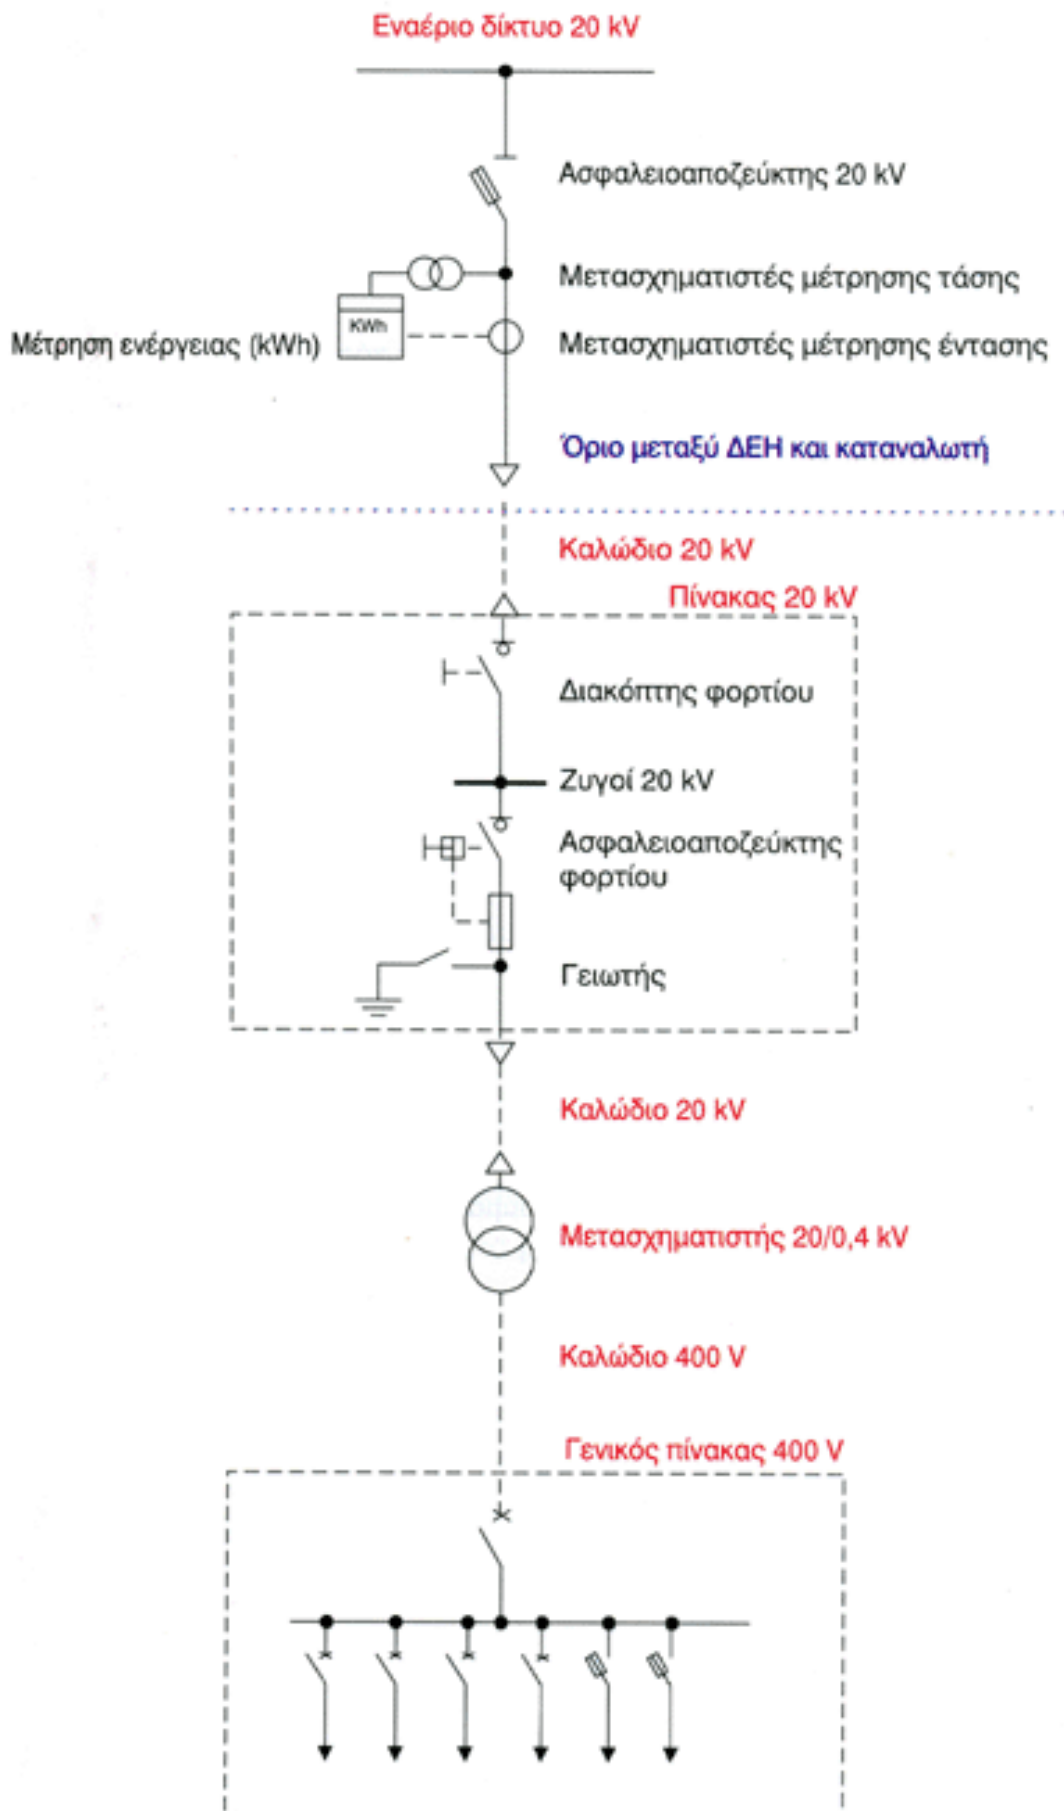 Εναέριο δίκτυο 20 kV
Ασφαλειοαποζεύκτης 20 kV
Μετασχηματιστές μέτρησης τάσης
KWh
Μέτρηση ενέργειας (kWh)
Μετασχηματιστές μέτρησης έντασης
Όριο μεταξύ ΔΕΗ και καταναλωτή
Καλώδιο 20 kV
Πίνακας 20 kV
Διακόπτης φορτίου
Ζυγοί 20 kV
Ασφαλειοαποζεύκτης
φορτίου
Γειωτής
Καλώδιο 20 kV
Μετασχηματιστής 20/0,4 kV
Καλώδιο 400 V
Γενικός πίνακας 400 V